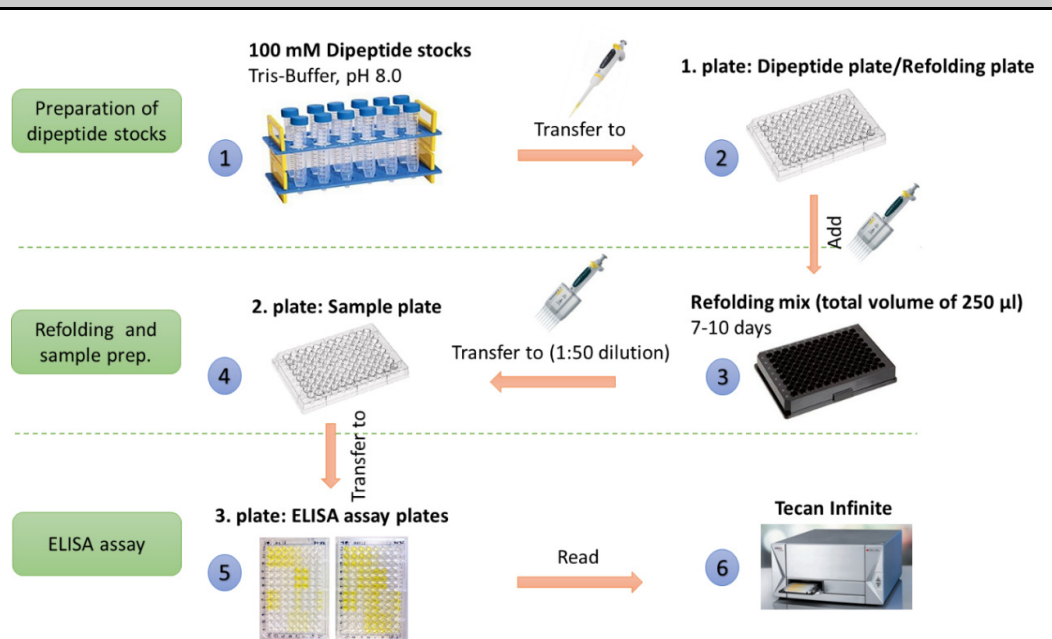 100 mM Dipeptide stocks
Tris-Buffer, pH 8.0
1. plate: Dipeptide plate/Refolding plate
Preparation of
dipeptide stocks
Transfer to
1
2
Add
2. plate: Sample plate
Refolding mix (total volume of 250 µl)
7-10 days
Refolding and
sample prep.
Transfer to (1:50 dilution)
4
3
Transfer to
3. plate: ELISA assay plates
Tecan Infinite
ELISA assay
Read
5
6